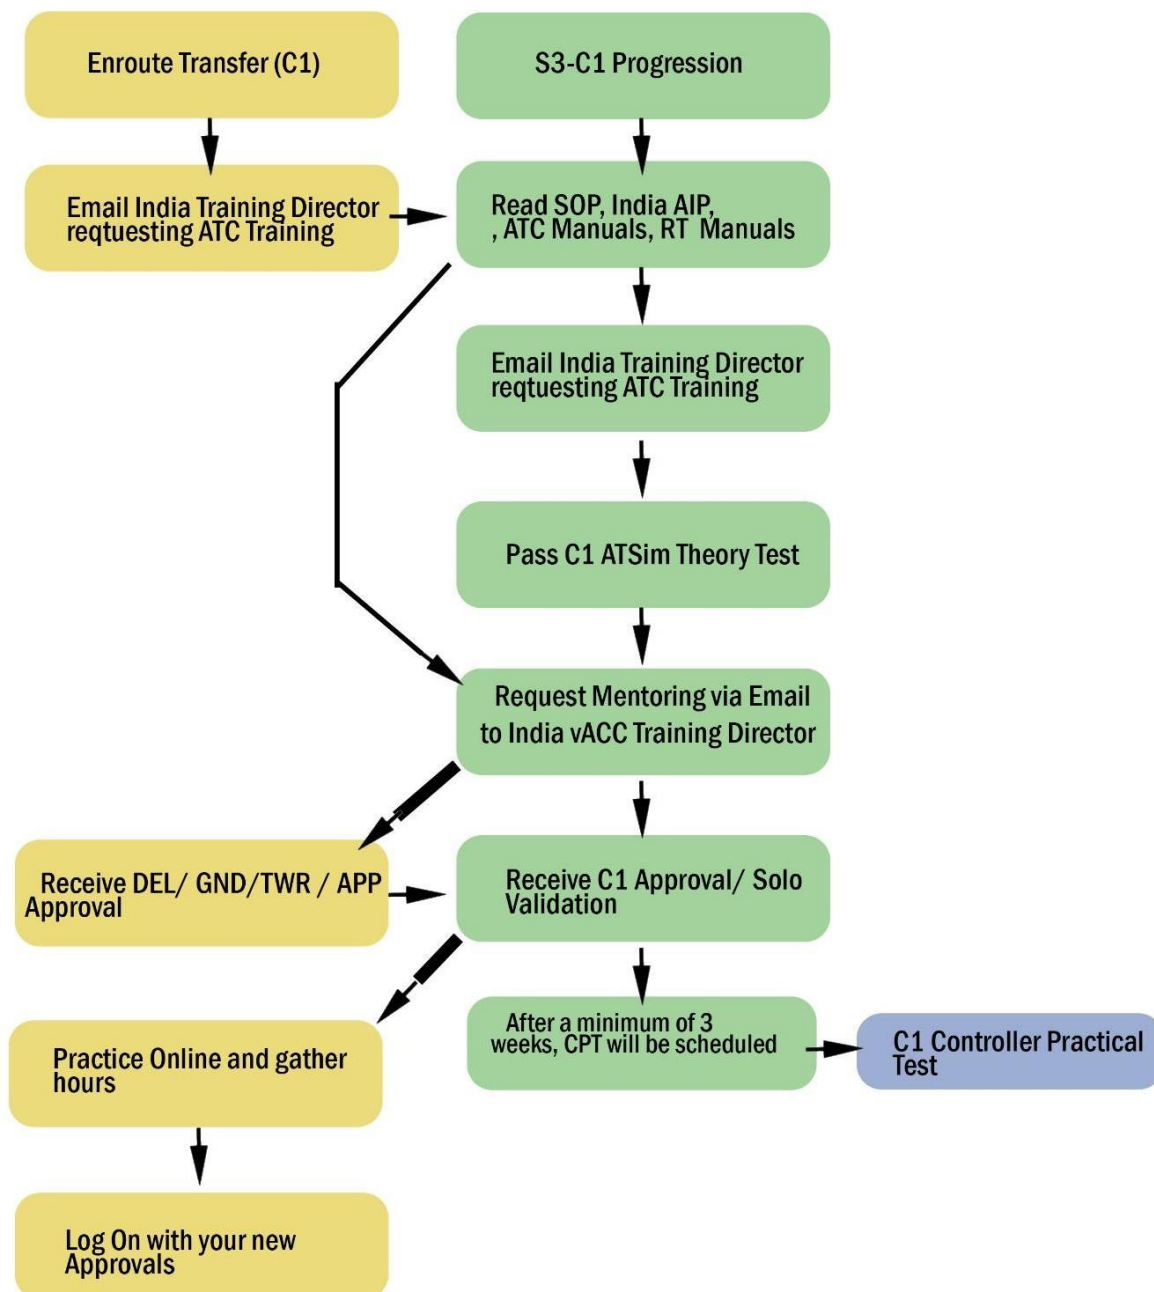 Enroute Transfer (C1)
S3-C1 Progression
Email India Training Director
reqtuesting ATC Training
Read SOP, India AIP,
, ATC Manuals, RT Manuals
Email India Training Director
reqtuesting ATC Training
Pass C1 ATSim Theory Test
Request Mentoring via Email
to India vACC Training Director
Receive DEL/ GND/TWR / APP
Approval
Receive C1 Approval/ Solo
Validation
After a minimum of 3
weeks, CPT will be scheduled
C1 Controller Practical
Test
Practice Online and gather
hours
Log On with your new
Approvals